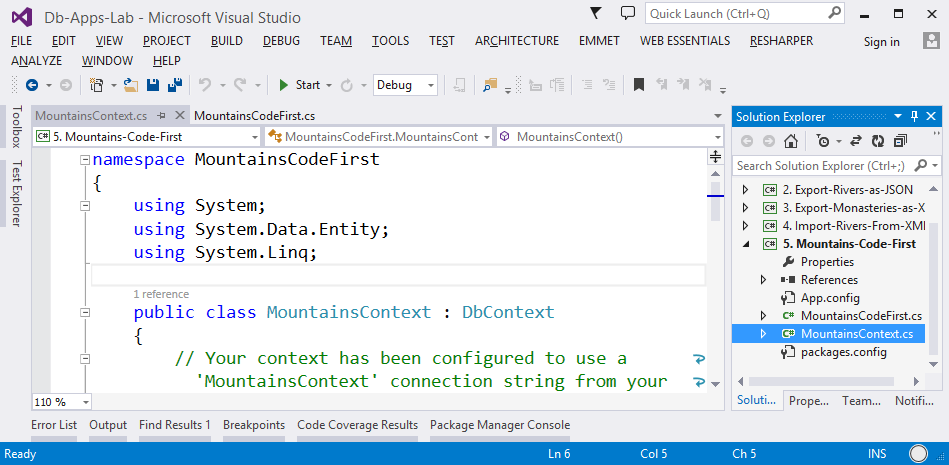 Db-Apps-Lab - Microsoft Visual Studio
Quick Launch (Ctrl+Q)
FILE EDIT VIEW PROJECT BUILD DEBUG TEAM TOOLS TEST ARCHITECTURE EMMET WEB ESSENTIALS RESHARPER Sign in
ANALYZE WINDOW HELP
Start Debug
Toolbox
Test Explorer
MountainsContext.cs MountainsCodeFirst.cs
C# 5. Mountains-Code-First MountainsCodeFirst.MountainsCont MountainsContext()
namespace MountainsCodeFirst
{
using System;
using System.Data.Entity;
using System.Linq;
1 reference
public class MountainsContext : DbContext
{
// Your context has been configured to use a
'MountainsContext' connection string from your
110 %
Solution Explorer
Search Solution Explorer (Ctrl+;)
C# 2. Export-Rivers-as-JSON
C# 3. Export-Monasteries-as-X
C# 4. Import-Rivers-From-XML
C# 5. Mountains-Code-First
Properties
References
App.config
C# MountainsCodeFirst.cs
C# MountainsContext.cs
packages.config
Soluti... Prope... Team... Notifi...
Error List Output Find Results 1 Breakpoints Code Coverage Results Package Manager Console
Ready Ln 6 Col 5 Ch 5 INS